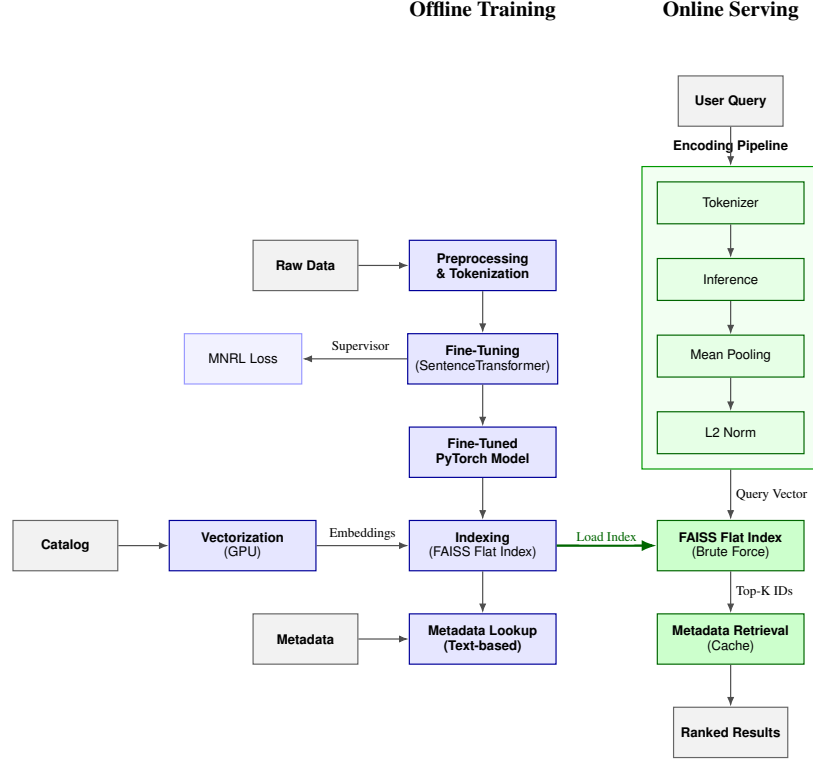 Offline Training
Online Serving
User Query
Encoding Pipeline
Tokenizer
Inference
Mean Pooling
L2 Norm
Raw Data
Preprocessing
& Tokenization
MNRL Loss
Supervisor
Fine-Tuning
(SentenceTransformer)
Fine-Tuned
PyTorch Model
Query Vector
Catalog
Vectorization
(GPU)
Embeddings
Indexing
(FAISS Flat Index)
Load Index
FAISS Flat Index
(Brute Force)
Top-K IDs
Metadata
Metadata Lookup
(Text-based)
Metadata Retrieval
(Cache)
Ranked Results